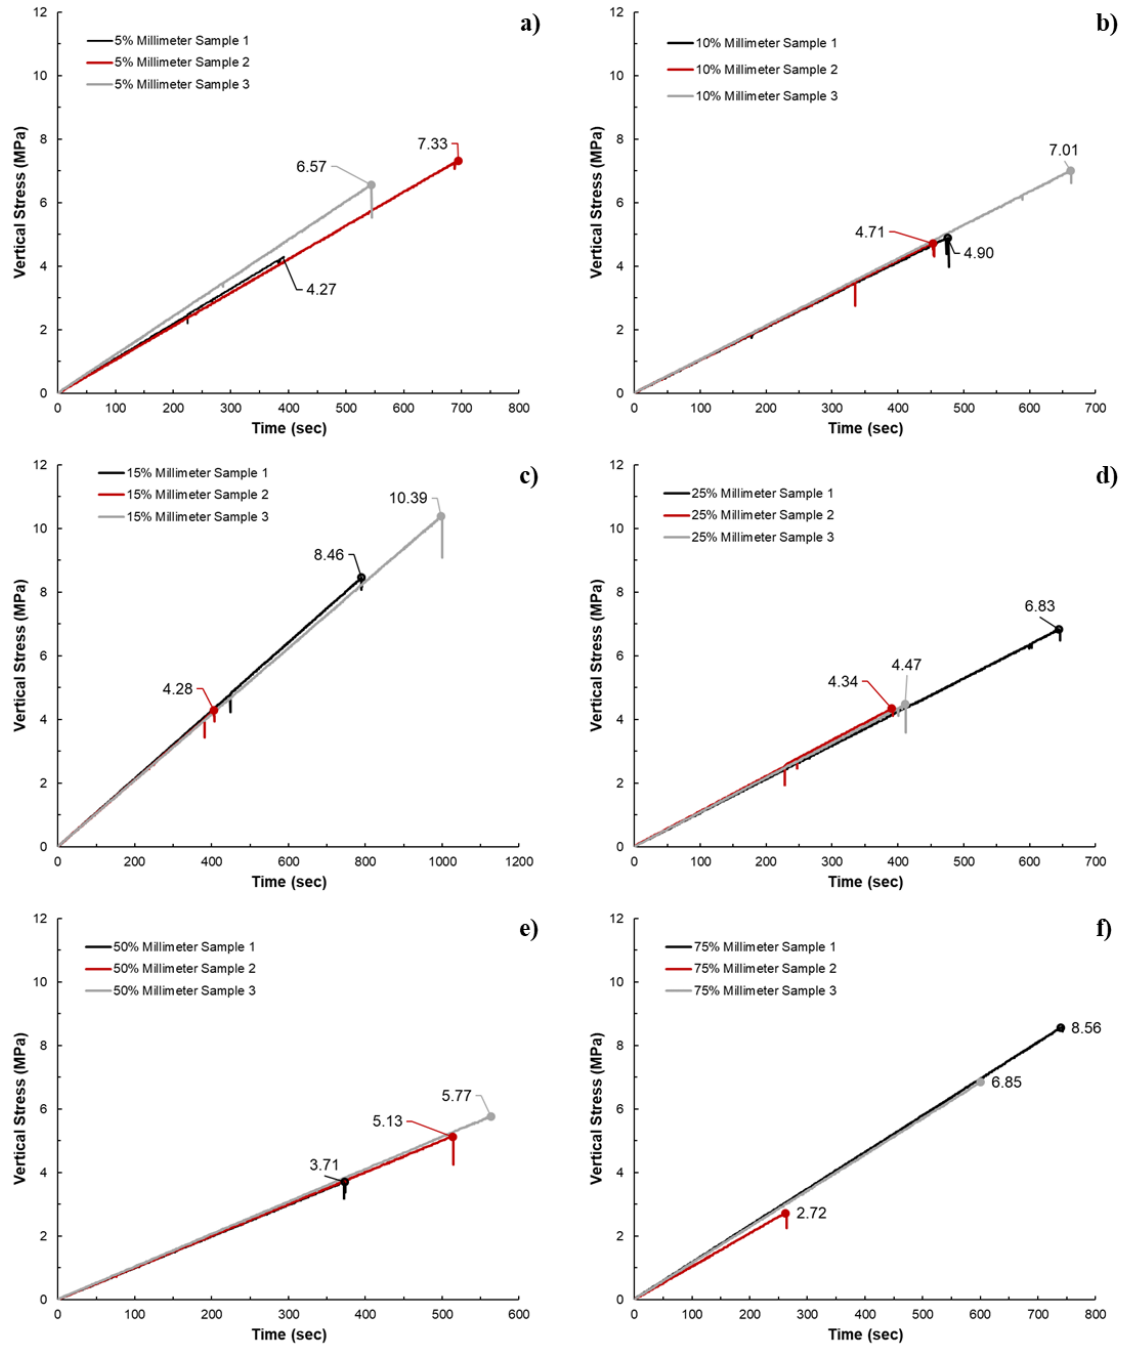 a)
5% Millimeter Sample 1
5% Millimeter Sample 2
5% Millimeter Sample 3
Vertical Stress (MPa)
12
10
8
6
4
2
0
7.33
6.57
4.27
0 100 200 300 400 500 600 700 800
Time (sec)
b)
10% Millimeter Sample 1
10% Millimeter Sample 2
10% Millimeter Sample 3
Vertical Stress (MPa)
12
10
8
6
4
2
0
7.01
4.71
4.90
0 100 200 300 400 500 600 700
Time (sec)
c)
15% Millimeter Sample 1
15% Millimeter Sample 2
15% Millimeter Sample 3
Vertical Stress (MPa)
12
10
8
6
4
2
0
10.39
8.46
4.28
0 200 400 600 800 1000 1200
Time (sec)
d)
25% Millimeter Sample 1
25% Millimeter Sample 2
25% Millimeter Sample 3
Vertical Stress (MPa)
12
10
8
6
4
2
0
6.83
4.47
4.34
0 100 200 300 400 500 600 700
Time (sec)
e)
50% Millimeter Sample 1
50% Millimeter Sample 2
50% Millimeter Sample 3
Vertical Stress (MPa)
12
10
8
6
4
2
0
5.77
5.13
3.71
0 100 200 300 400 500 600
Time (sec)
f)
75% Millimeter Sample 1
75% Millimeter Sample 2
75% Millimeter Sample 3
Vertical Stress (MPa)
12
10
8
6
4
2
0
8.56
6.85
2.72
0 100 200 300 400 500 600 700 800
Time (sec)